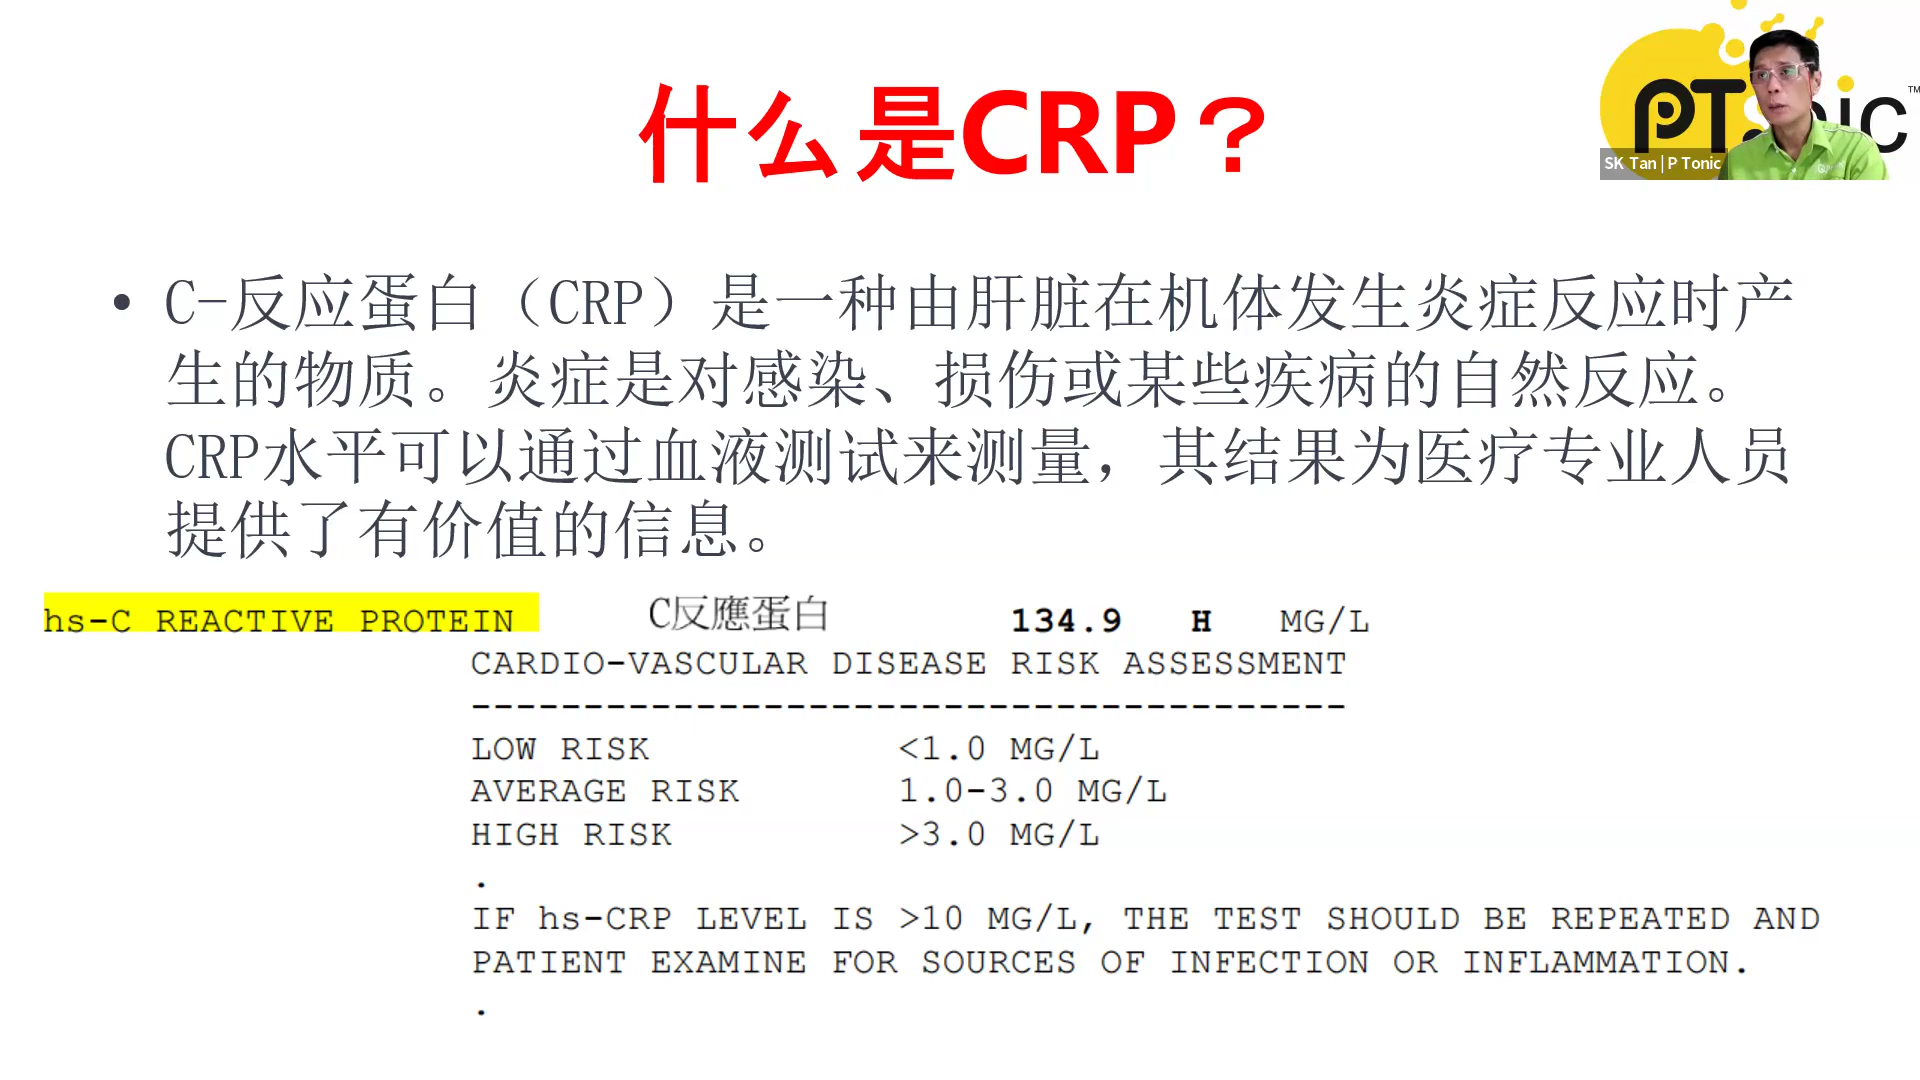 什么是CRP？
PTonic™
SK Tan | P Tonic
• C-反应蛋白（CRP）是一种由肝脏在机体发生炎症反应时产
生的物质。炎症是对感染、损伤或某些疾病的自然反应。
CRP水平可以通过血液测试来测量，其结果为医疗专业人员
提供了有价值的信息。
hs-C REACTIVE PROTEIN C反應蛋白 134.9 H MG/L
CARDIO-VASCULAR DISEASE RISK ASSESSMENT
---------------------------------------
LOW RISK <1.0 MG/L
AVERAGE RISK 1.0-3.0 MG/L
HIGH RISK >3.0 MG/L
.
IF hs-CRP LEVEL IS >10 MG/L, THE TEST SHOULD BE REPEATED AND
PATIENT EXAMINE FOR SOURCES OF INFECTION OR INFLAMMATION.
.